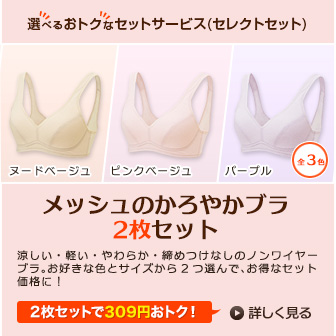 選べるおトクなセットサービス(セレクトセット)
ヌードベージュ
ピンクベージュ
パープル
全3色
メッシュのかろやかブラ
2枚セット
涼しい・軽い・やわらか・締めつけなしのノンワイヤー
ブラ。お好きな色とサイズから2つ選んで、お得なセット
価格に！
2枚セットで309円おトク！
詳しく見る